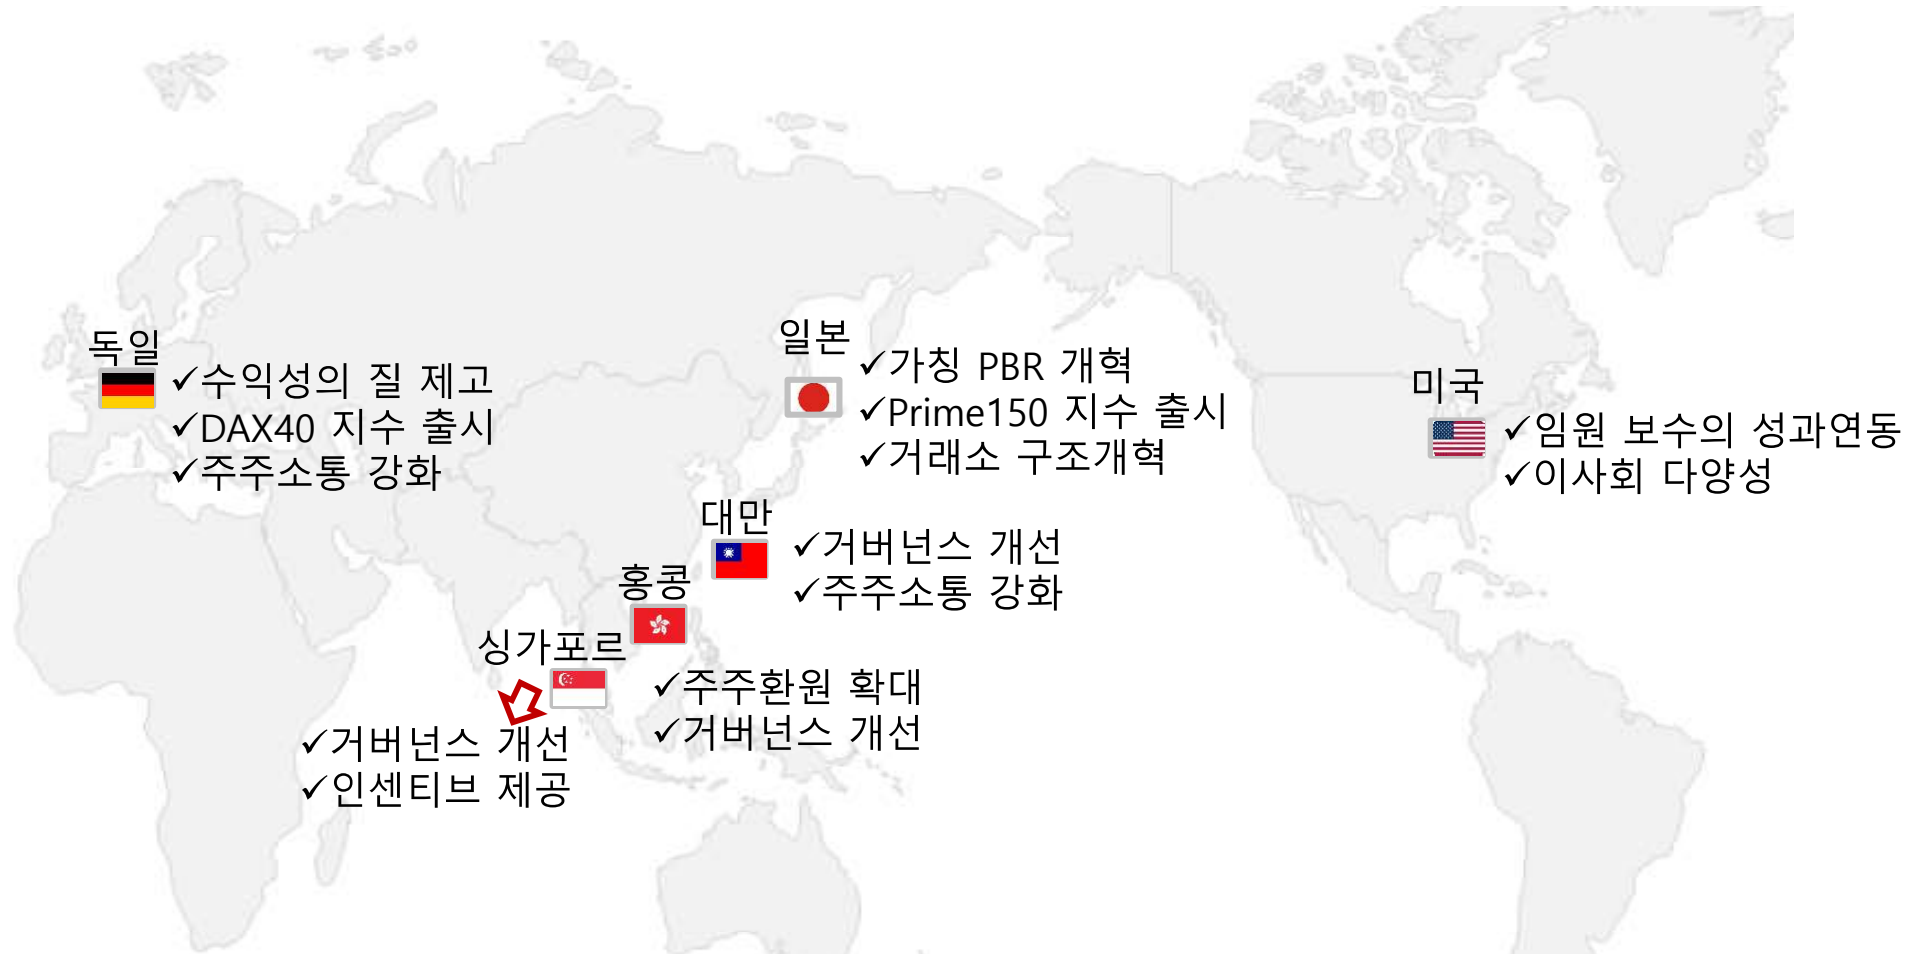 독일
✓수익성의 질 제고
✓DAX40 지수 출시
✓주주소통 강화
일본
✓가칭 PBR 개혁
✓Prime150 지수 출시
✓거래소 구조개혁
미국
✓임원 보수의 성과연동
✓이사회 다양성
대만
✓거버넌스 개선
✓주주소통 강화
홍콩
✓주주환원 확대
✓거버넌스 개선
싱가포르
✓거버넌스 개선
✓인센티브 제공